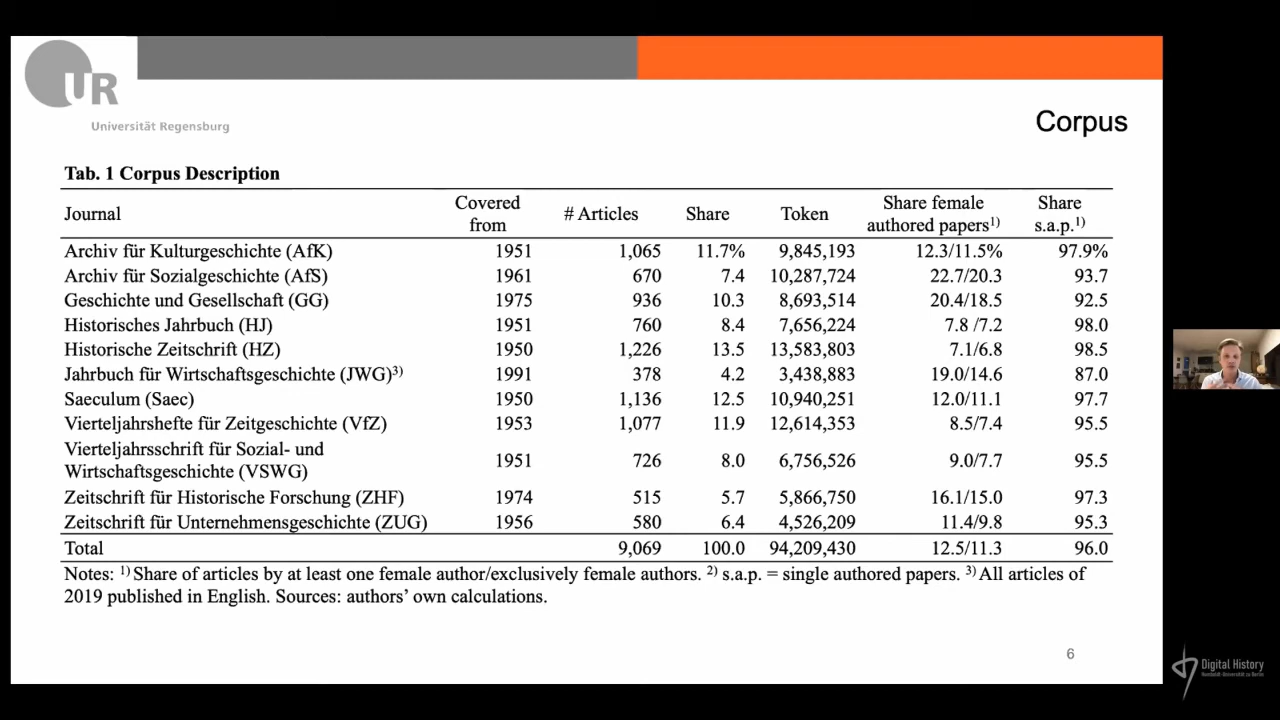 UR
Universität Regensburg
Corpus
Tab. 1 Corpus Description
Journal Covered from # Articles Share Token Share female authored papers1) Share s.a.p.1)
Archiv für Kulturgeschichte (AfK) 1951 1,065 11.7% 9,845,193 12.3/11.5% 97.9%
Archiv für Sozialgeschichte (AfS) 1961 670 7.4 10,287,724 22.7/20.3 93.7
Geschichte und Gesellschaft (GG) 1975 936 10.3 8,693,514 20.4/18.5 92.5
Historisches Jahrbuch (HJ) 1951 760 8.4 7,656,224 7.8 /7.2 98.0
Historische Zeitschrift (HZ) 1950 1,226 13.5 13,583,803 7.1/6.8 98.5
Jahrbuch für Wirtschaftsgeschichte (JWG)3) 1991 378 4.2 3,438,883 19.0/14.6 87.0
Saeculum (Saec) 1950 1,136 12.5 10,940,251 12.0/11.1 97.7
Vierteljahrshefte für Zeitgeschichte (VfZ) 1953 1,077 11.9 12,614,353 8.5/7.4 95.5
Vierteljahrsschrift für Sozial- und
Wirtschaftsgeschichte (VSWG) 1951 726 8.0 6,756,526 9.0/7.7 95.5
Zeitschrift für Historische Forschung (ZHF) 1974 515 5.7 5,866,750 16.1/15.0 97.3
Zeitschrift für Unternehmensgeschichte (ZUG) 1956 580 6.4 4,526,209 11.4/9.8 95.3
Total 9,069 100.0 94,209,430 12.5/11.3 96.0
Notes: 1) Share of articles by at least one female author/exclusively female authors. 2) s.a.p. = single authored papers. 3) All articles of
2019 published in English. Sources: authors’ own calculations.
6
Digital History
Humboldt-Universität zu Berlin